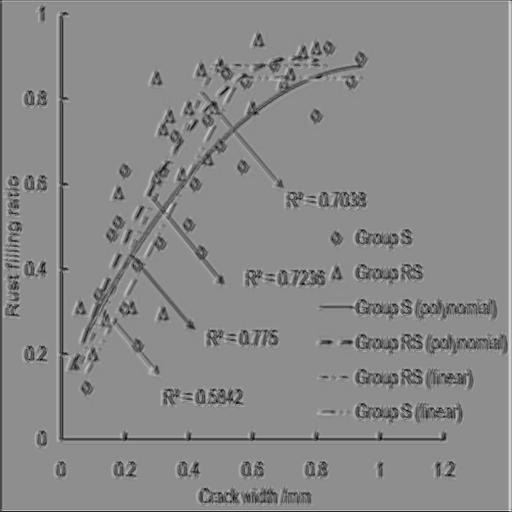 1
0.8
0.6
0.4
0.2
0
Rust filling ratio
R² = 0.7038
Group S
R² = 0.7236
Group RS
Group S (polynomial)
R² = 0.775
Group RS (polynomial)
Group RS (linear)
R² = 0.5842
Group S (linear)
0 0.2 0.4 0.6 0.8 1 1.2
Crack width /mm